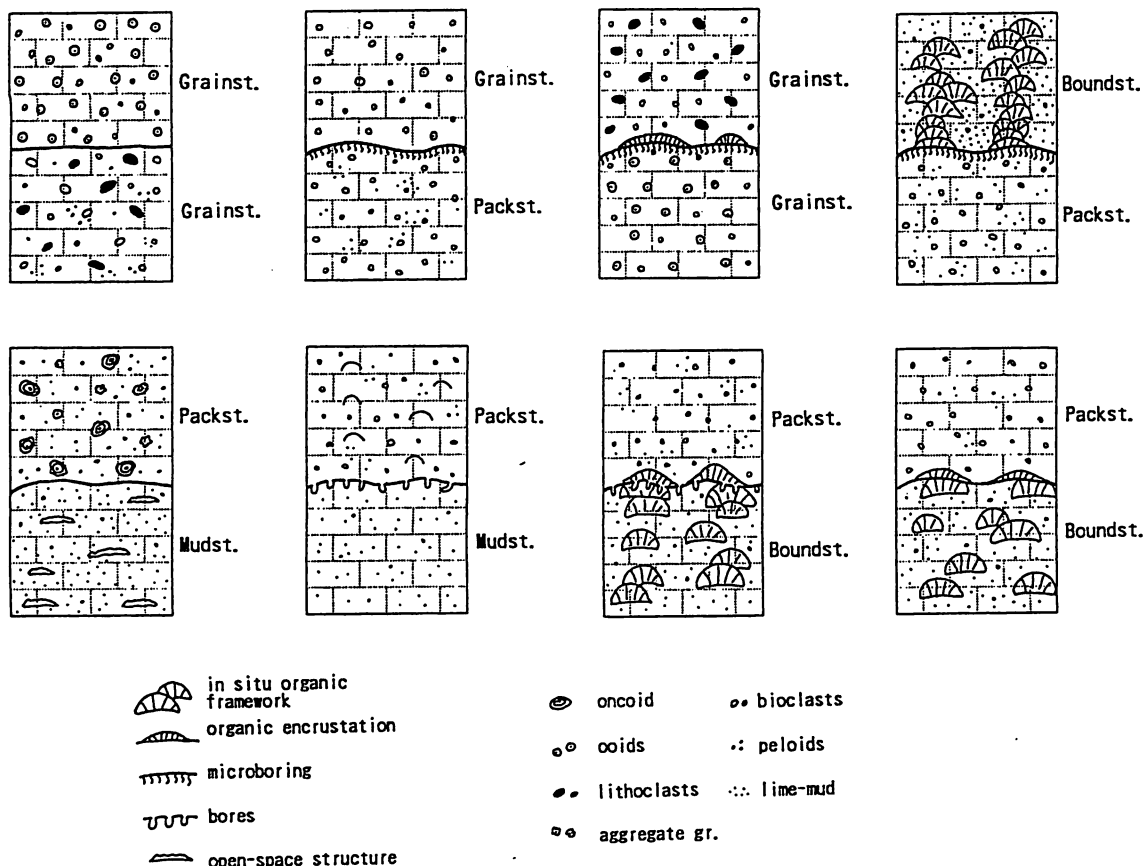 Grainst.
Grainst.
Grainst.
Packst.
Grainst.
Grainst.
Boundst.
Packst.
Packst.
Mudst.
Packst.
Mudst.
Packst.
Boundst.
Packst.
Boundst.
in situ organic
framework
organic encrustation
microboring
bores
open-space structure
oncoid
ooids
lithoclasts
aggregate gr.
bioclasts
peloids
lime-mud